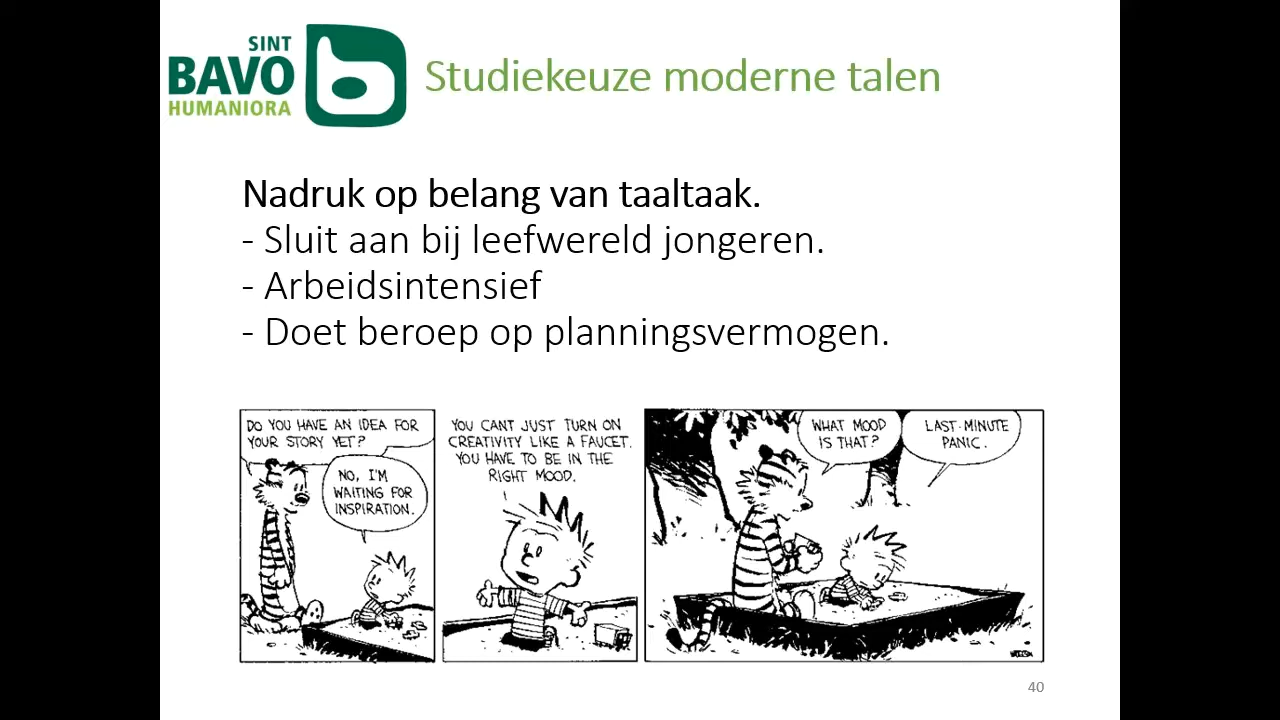 SINT
BAVO
HUMANIORA
Studiekeuze moderne talen
Nadruk op belang van taaltaak.
- Sluit aan bij leefwereld jongeren.
- Arbeidsintensief
- Doet beroep op planningsvermogen.
DO YOU HAVE AN IDEA FOR
YOUR STORY YET?
NO, I'M
WAITING FOR
INSPIRATION.
YOU CANT JUST TURN ON
CREATIVITY LIKE A FAUCET.
YOU HAVE TO BE IN THE
RIGHT MOOD.
WHAT MOOD
IS THAT?
LAST-MINUTE
PANIC.
40